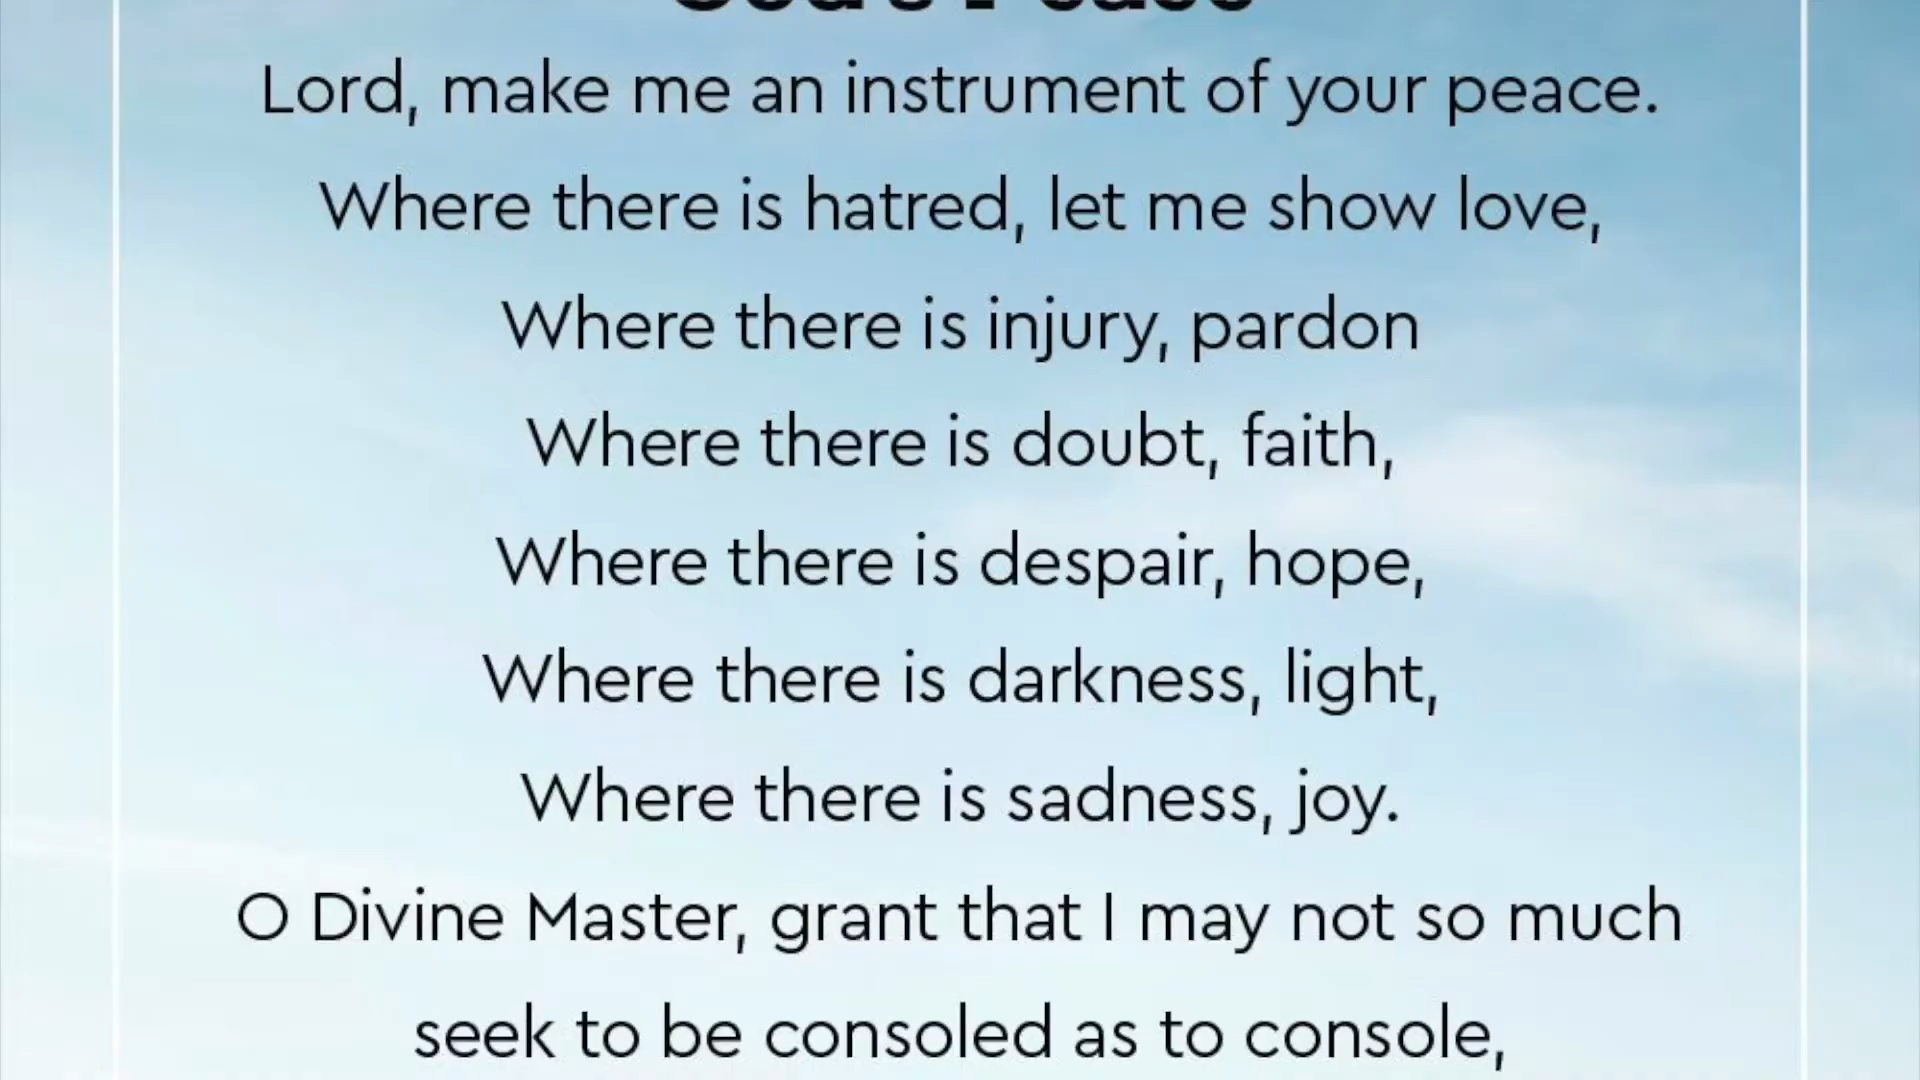 God's Peace
Lord, make me an instrument of your peace.
Where there is hatred, let me show love,
Where there is injury, pardon
Where there is doubt, faith,
Where there is despair, hope,
Where there is darkness, light,
Where there is sadness, joy.
O Divine Master, grant that I may not so much
seek to be consoled as to console,